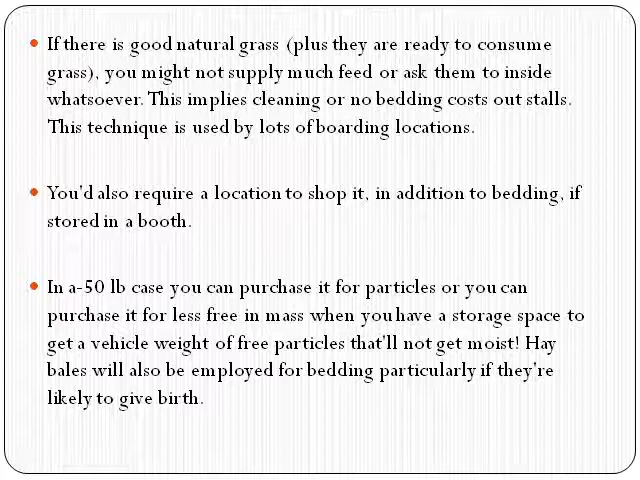 If there is good natural grass (plus they are ready to consume
grass), you might not supply much feed or ask them to inside
whatsoever. This implies cleaning or no bedding costs out stalls.
This technique is used by lots of boarding locations.
You'd also require a location to shop it, in addition to bedding, if
stored in a booth.
In a-50 lb case you can purchase it for particles or you can
purchase it for less free in mass when you have a storage space to
get a vehicle weight of free particles that'll not get moist! Hay
bales will also be employed for bedding particularly if they're
likely to give birth.